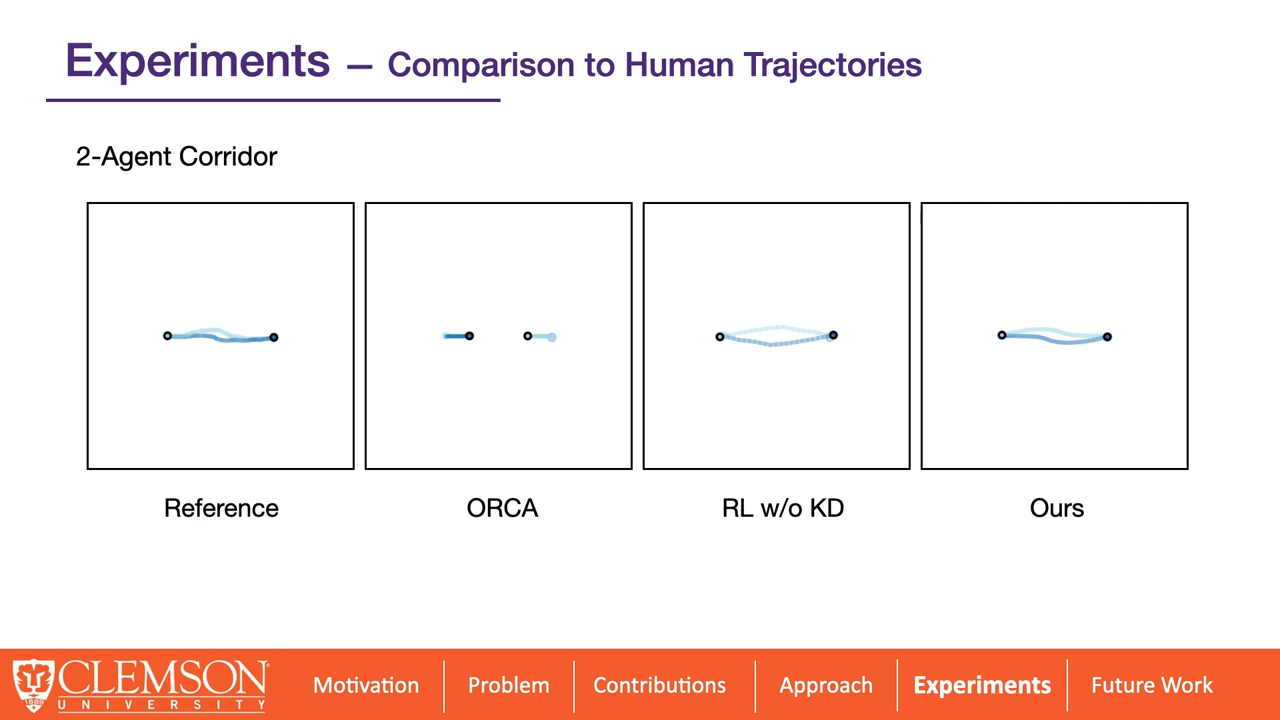 Experiments — Comparison to Human Trajectories
2-Agent Corridor
Reference
ORCA
RL w/o KD
Ours
CLEMSON
UNIVERSITY
Motivation
Problem
Contributions
Approach
Experiments
Future Work